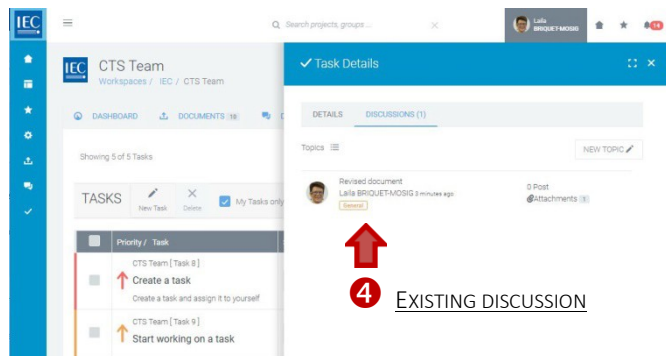 IEC
Search projects, groups...
Laila
BRIQUET-MOSIG
IEC
CTS Team
Workspaces / IEC / CTS Team
DASHBOARD
DOCUMENTS 10
D
Showing 5 of 5 Tasks
TASKS
New Task
Delete
My Tasks only
Priority / Task
CTS Team [ Task 8 ]
Create a task
Create a task and assign it to yourself
CTS Team [ Task 9 ]
Start working on a task
Task Details
DETAILS
DISCUSSIONS (1)
Topics
NEW TOPIC
Revised document
Laila BRIQUET-MOSIG 3 minutes ago
General
0 Post
Attachments 1
4 EXISTING DISCUSSION